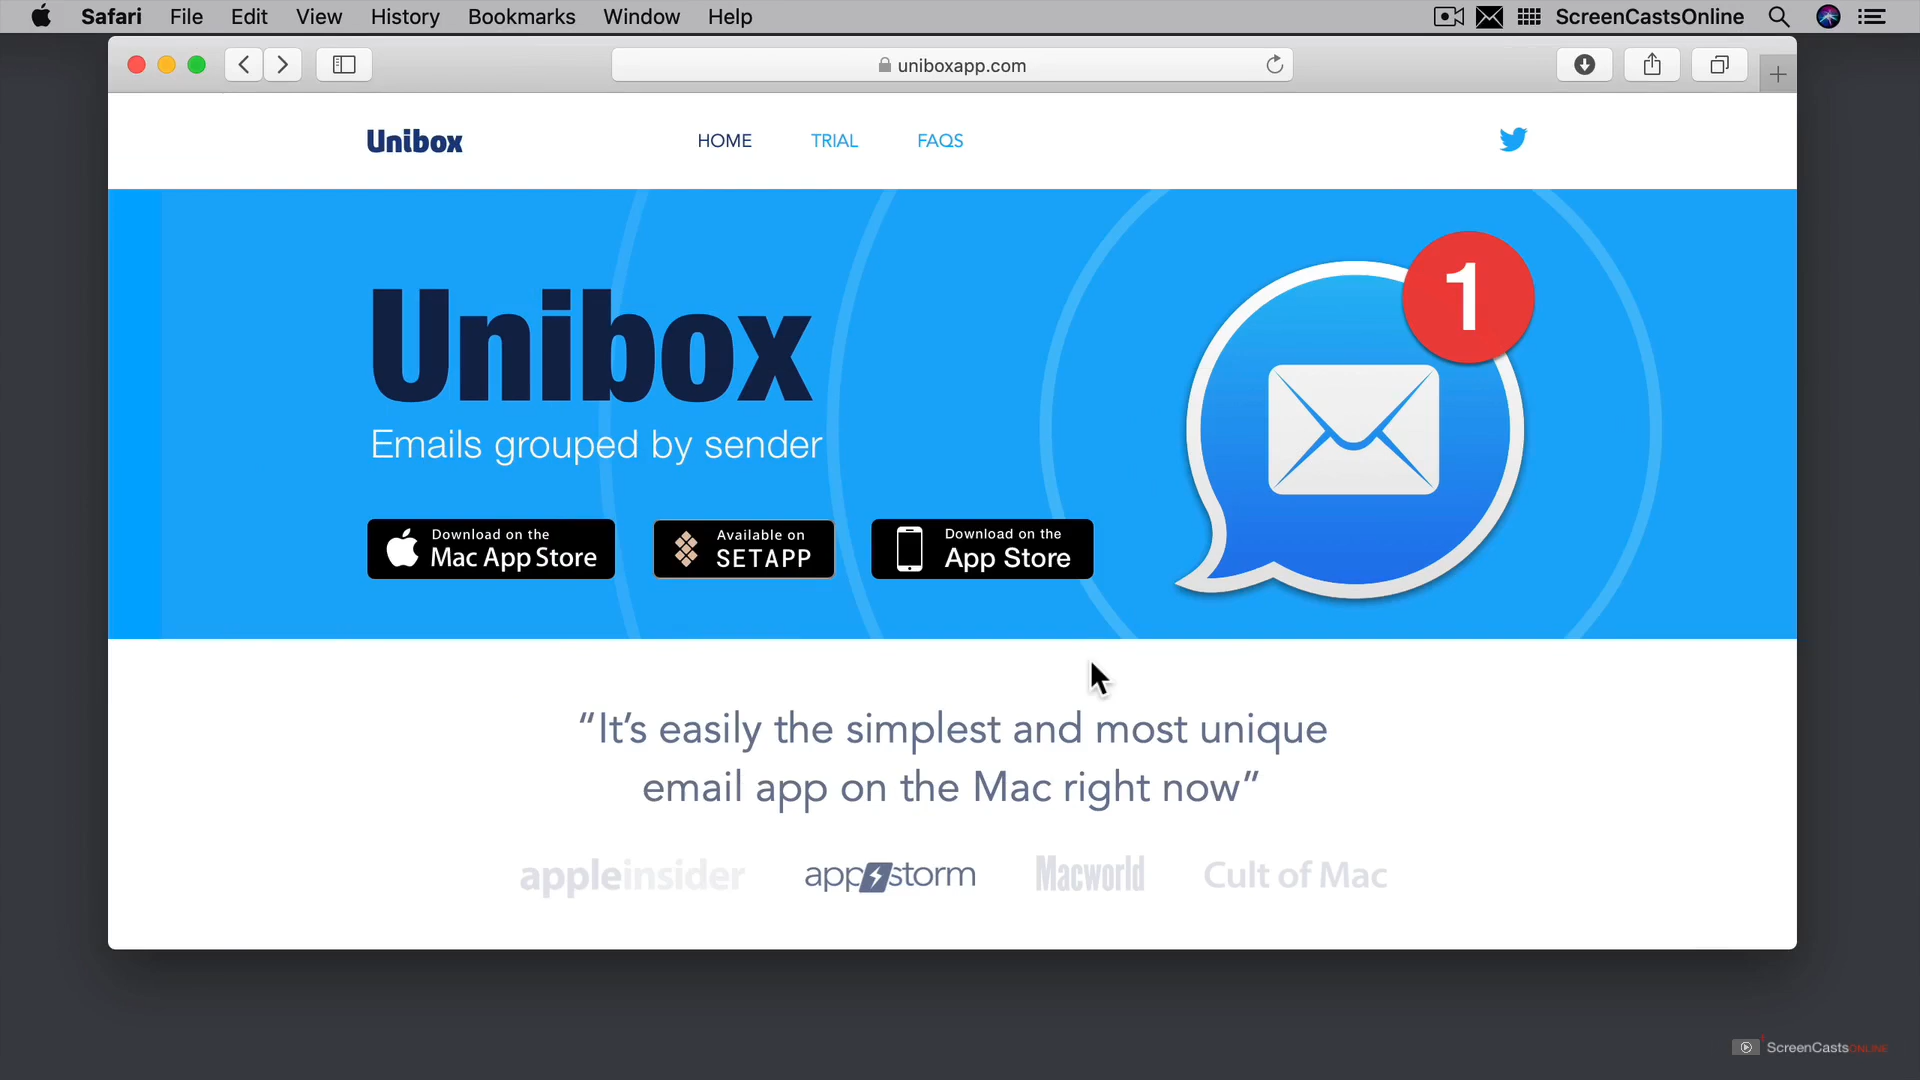 Safari File Edit View History Bookmarks Window Help ScreenCastsOnline
uniboxapp.com
Unibox HOME TRIAL FAQS
1
Unibox
Emails grouped by sender
Download on the
Mac App Store
Available on
SETAPP
Download on the
App Store
“It’s easily the simplest and most unique
email app on the Mac right now”
appleinsider appstorm Macworld Cult of Mac
ScreenCastsONLINE